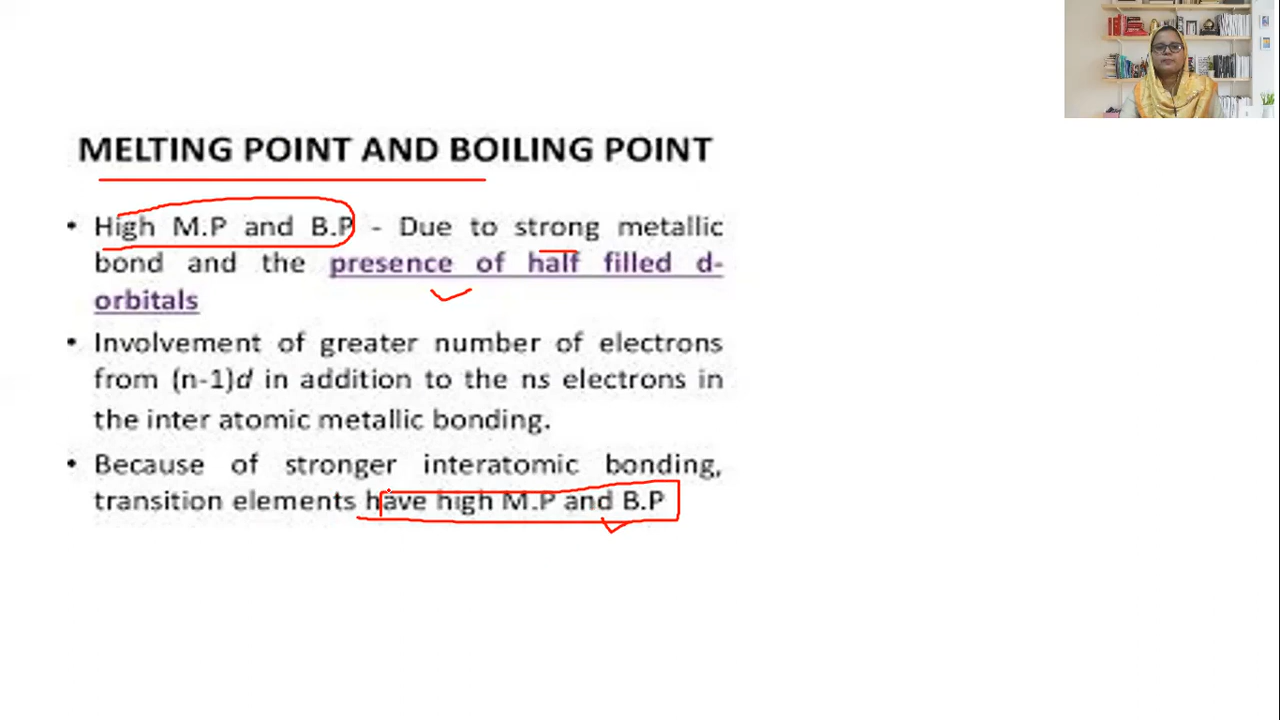 MELTING POINT AND BOILING POINT
• High M.P and B.P - Due to strong metallic
bond and the presence of half filled d-
orbitals
• Involvement of greater number of electrons
from (n-1)d in addition to the ns electrons in
the inter atomic metallic bonding.
• Because of stronger interatomic bonding,
transition elements have high M.P and B.P